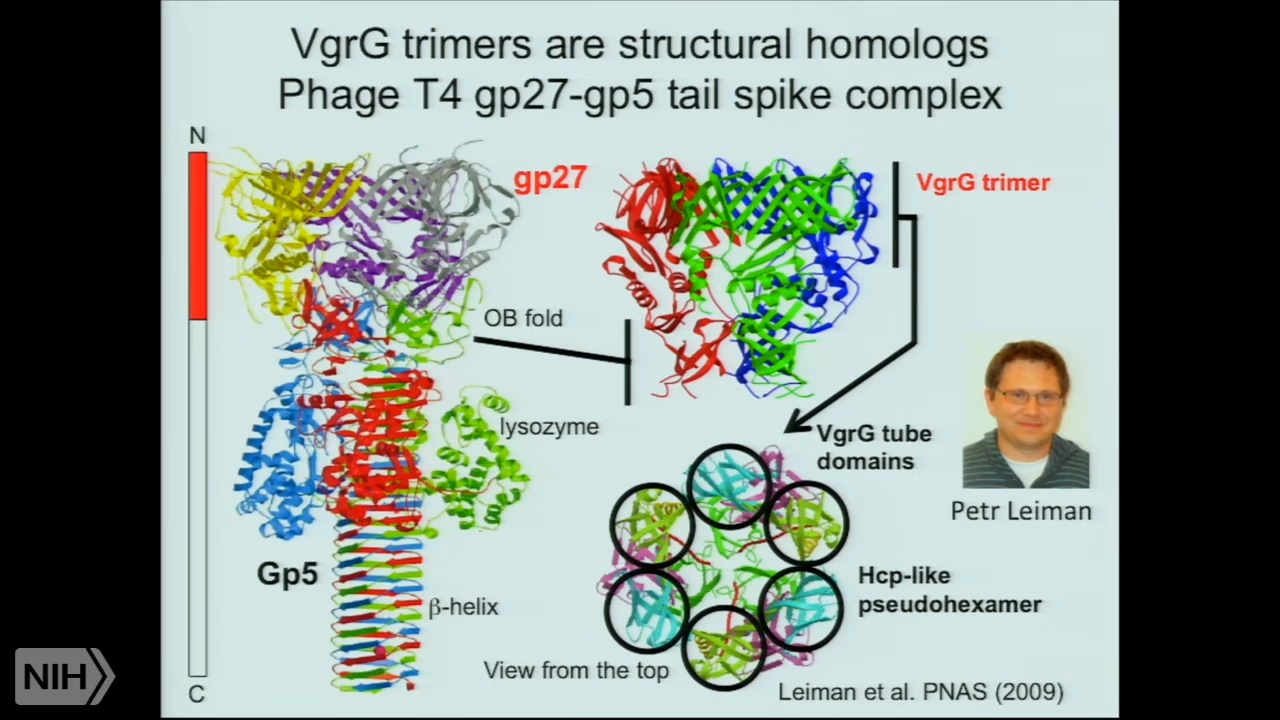 VgrG trimers are structural homologs
Phage T4 gp27-gp5 tail spike complex
N
gp27
VgrG trimer
OB fold
lysozyme
VgrG tube
domains
Petr Leiman
Gp5
Hcp-like
pseudohexamer
β-helix
View from the top
Leiman et al. PNAS (2009)
C
NIH